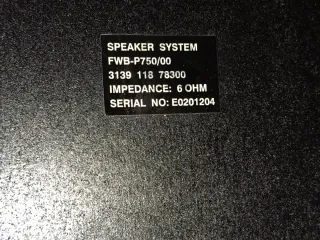 SPEAKER SYSTEM
FWB-P750/00
3139 118 78300
IMPEDANCE: 6 OHM
SERIAL NO: E0201204